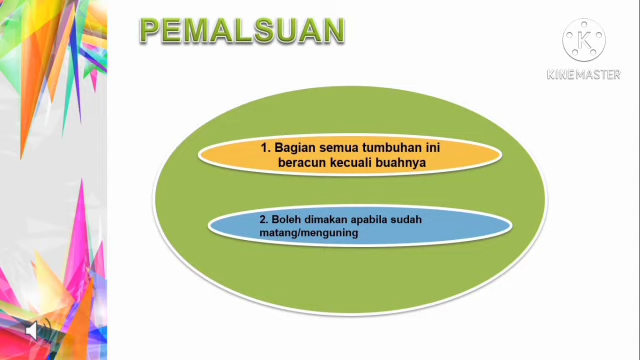 PEMALSUAN
KINEMASTER
1. Bagian semua tumbuhan ini
beracun kecuali buahnya
2. Boleh dimakan apabila sudah
matang/menguning